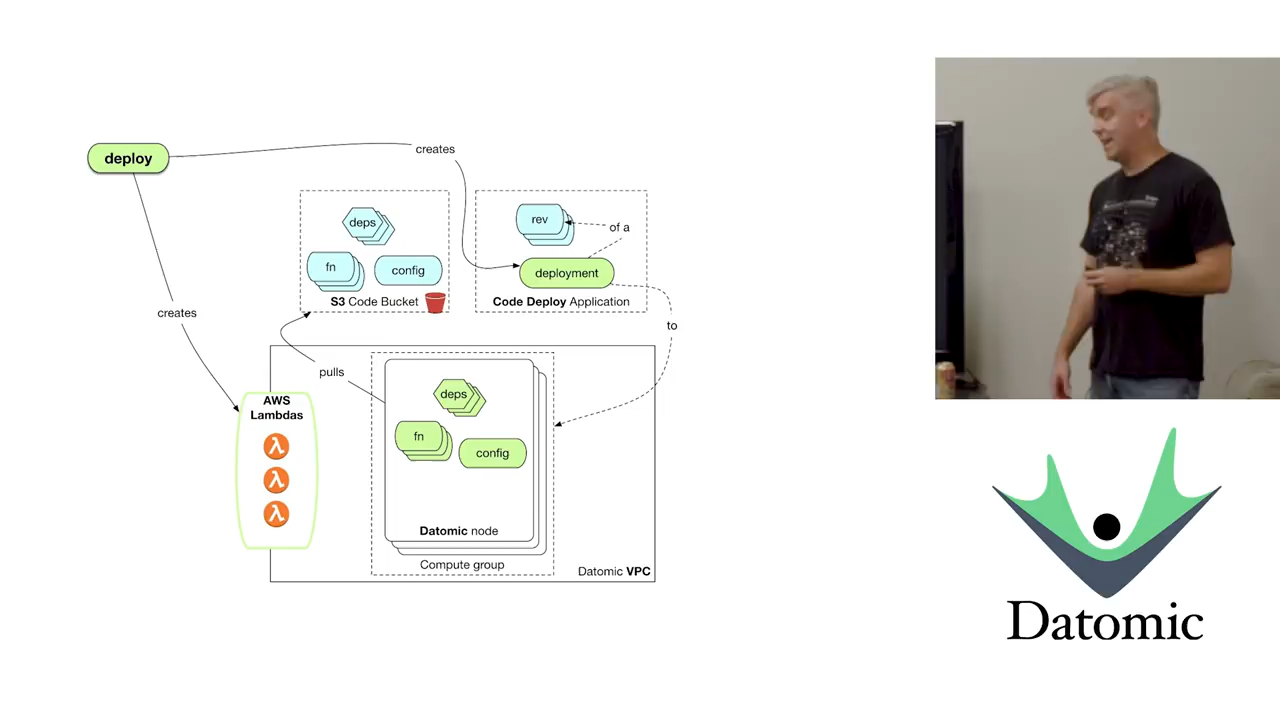 deploy
creates
creates
deps
fn
config
S3 Code Bucket
rev
of a
deployment
Code Deploy Application
to
pulls
AWS
Lambdas
deps
fn
config
Datomic node
Compute group
Datomic VPC
Datomic